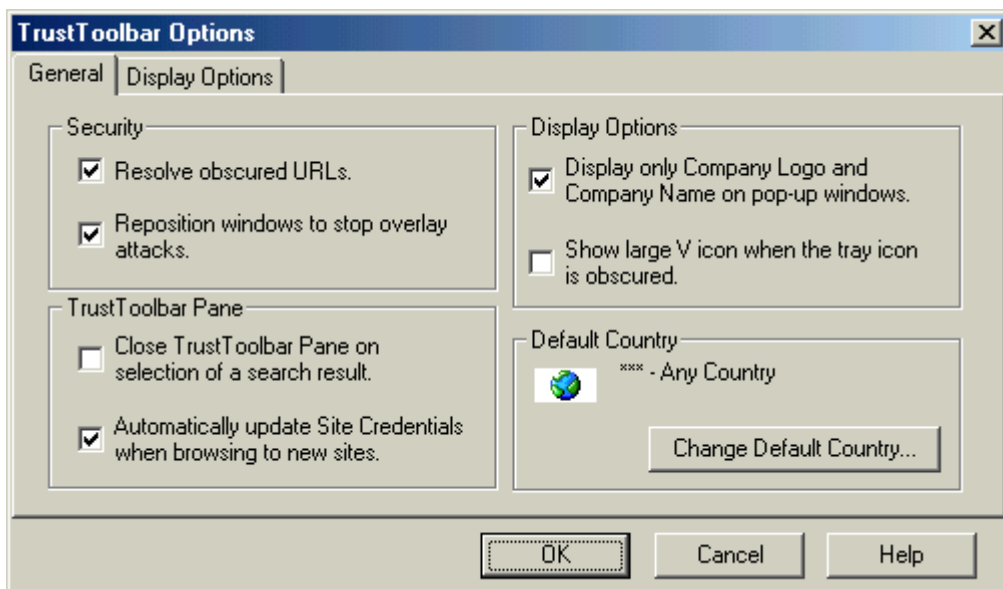 TrustToolbar Options
General
Display Options
Security
Resolve obscured URLs.
Reposition windows to stop overlay
attacks.
TrustToolbar Pane
Close TrustToolbar Pane on
selection of a search result.
Automatically update Site Credentials
when browsing to new sites.
Display Options
Display only Company Logo and
Company Name on pop-up windows.
Show large V icon when the tray icon
is obscured.
Default Country
*** - Any Country
Change Default Country...
OK
Cancel
Help